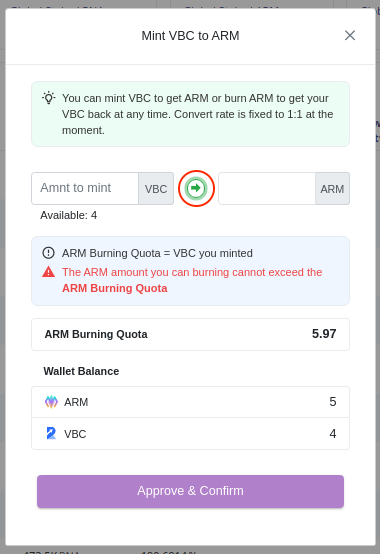 Mint VBC to ARM
You can mint VBC to get ARM or burn ARM to get your
VBC back at any time. Convert rate is fixed to 1:1 at the
moment.
Amnt to mint
VBC
ARM
Available: 4
ARM Burning Quota = VBC you minted
The ARM amount you can burning cannot exceed the
ARM Burning Quota
ARM Burning Quota
5.97
Wallet Balance
ARM
5
VBC
4
Approve & Confirm